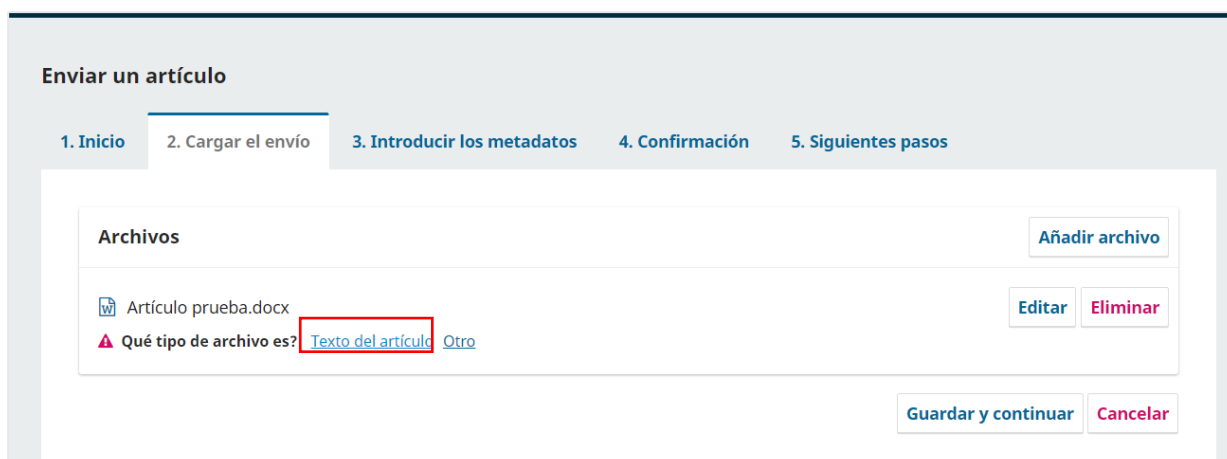 Enviar un artículo
1. Inicio 2. Cargar el envío 3. Introducir los metadatos 4. Confirmación 5. Siguientes pasos
Archivos Añadir archivo
Artículo prueba.docx Editar Eliminar
Qué tipo de archivo es? Texto del artículo Otro
Guardar y continuar Cancelar